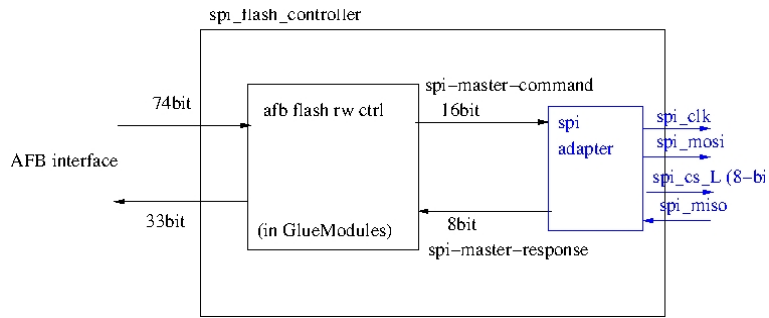 spi_flash_controller
74bit
afb flash rw ctrl
spi-master-command
16bit
spi
adapter
spi_clk
spi_mosi
AFB interface
spi_cs_L (8-bi
spi_miso
33bit
(in GlueModules)
8bit
spi-master-response